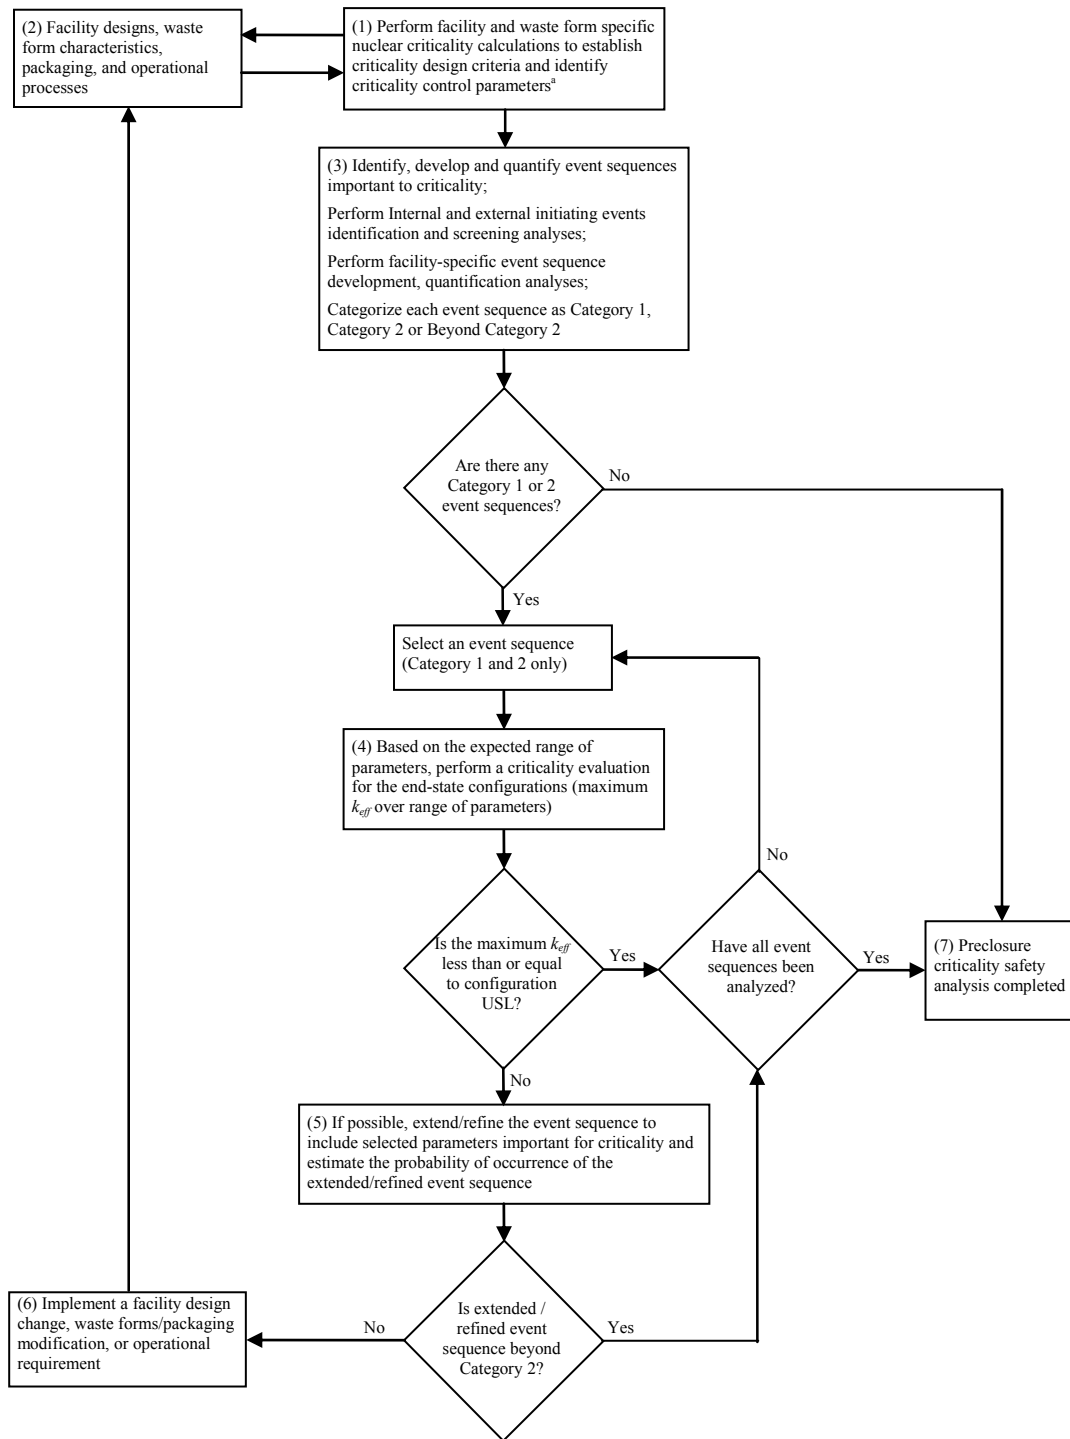 (2) Facility designs, waste
form characteristics,
packaging, and operational
processes
(1) Perform facility and waste form specific
nuclear criticality calculations to establish
criticality design criteria and identify
criticality control parametersᵃ
(3) Identify, develop and quantify event sequences
important to criticality;
Perform Internal and external initiating events
identification and screening analyses;
Perform facility-specific event sequence
development, quantification analyses;
Categorize each event sequence as Category 1,
Category 2 or Beyond Category 2
Are there any
Category 1 or 2
event sequences?
No
Yes
Select an event sequence
(Category 1 and 2 only)
(4) Based on the expected range of
parameters, perform a criticality evaluation
for the end-state configurations (maximum
keff over range of parameters)
No
Is the maximum keff
less than or equal
to configuration
USL?
Yes
Have all event
sequences been
analyzed?
Yes
(7) Preclosure
criticality safety
analysis completed
No
(5) If possible, extend/refine the event sequence to
include selected parameters important for criticality and
estimate the probability of occurrence of the
extended/refined event sequence
(6) Implement a facility design
change, waste forms/packaging
modification, or operational
requirement
No
Is extended /
refined event
sequence beyond
Category 2?
Yes